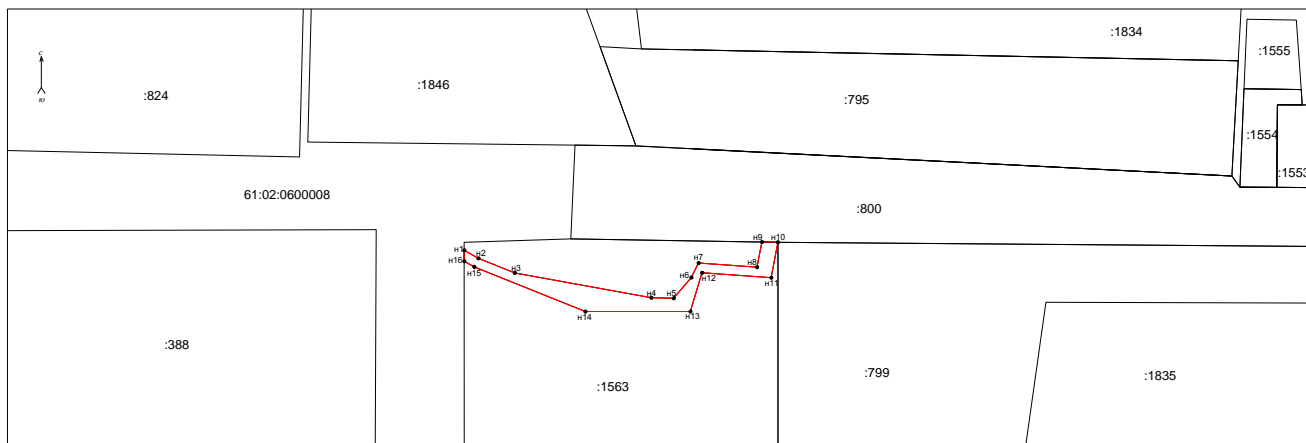 :1834
:1555
с
ю
:824
:1846
:795
:1554
:1553
61:02:0600008
:800
н1
н2
н9
н10
н16
н15
н3
н7
н8
н6
н12
н11
н4
н5
н14
н13
:388
:1563
:799
:1835